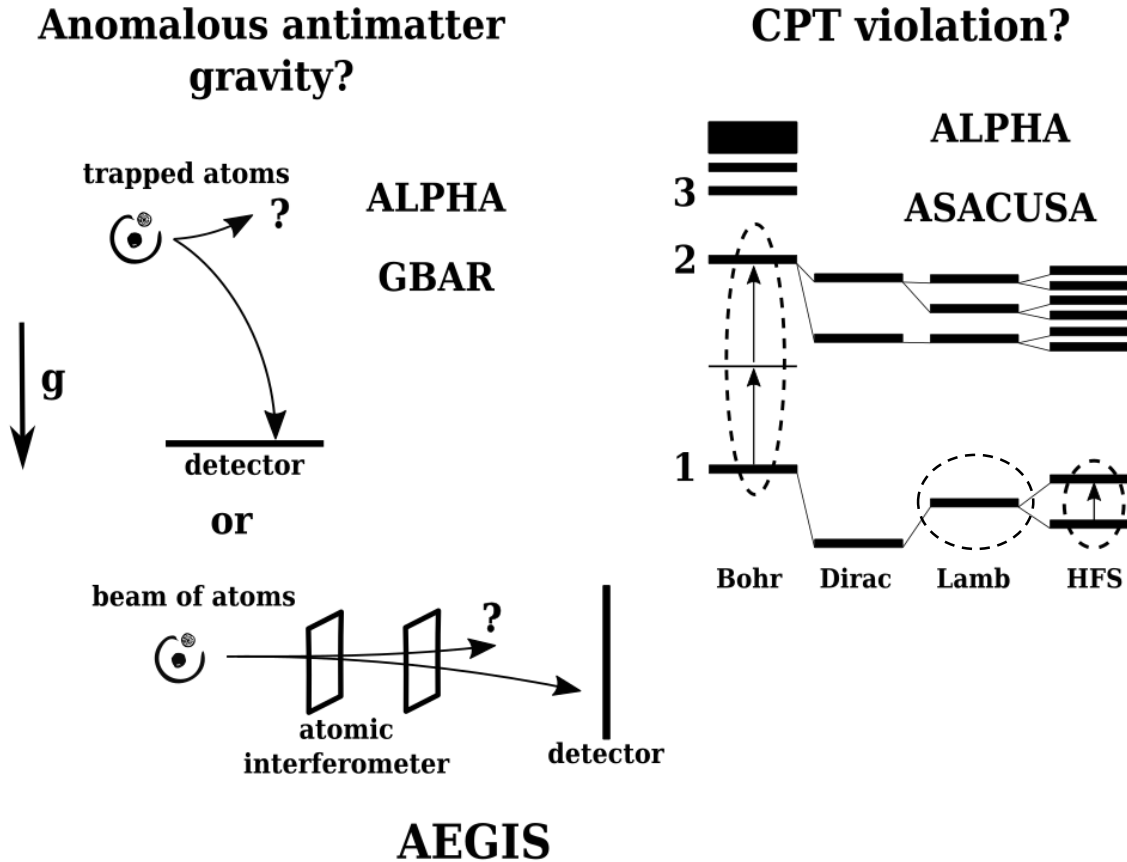 Anomalous antimatter
gravity?
trapped atoms
?
ALPHA
GBAR
g
detector
or
beam of atoms
?
atomic
interferometer
detector
AEGIS
CPT violation?
ALPHA
ASACUSA
3
2
1
Bohr Dirac Lamb HFS